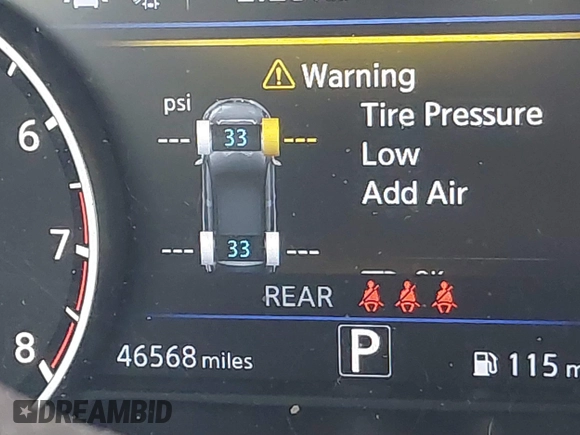 Warning
psi
Tire Pressure
--- 33 ---
Low
Add Air
--- 33 ---
REAR
6
7
8
46568 miles
P
115 m
DREAMBID